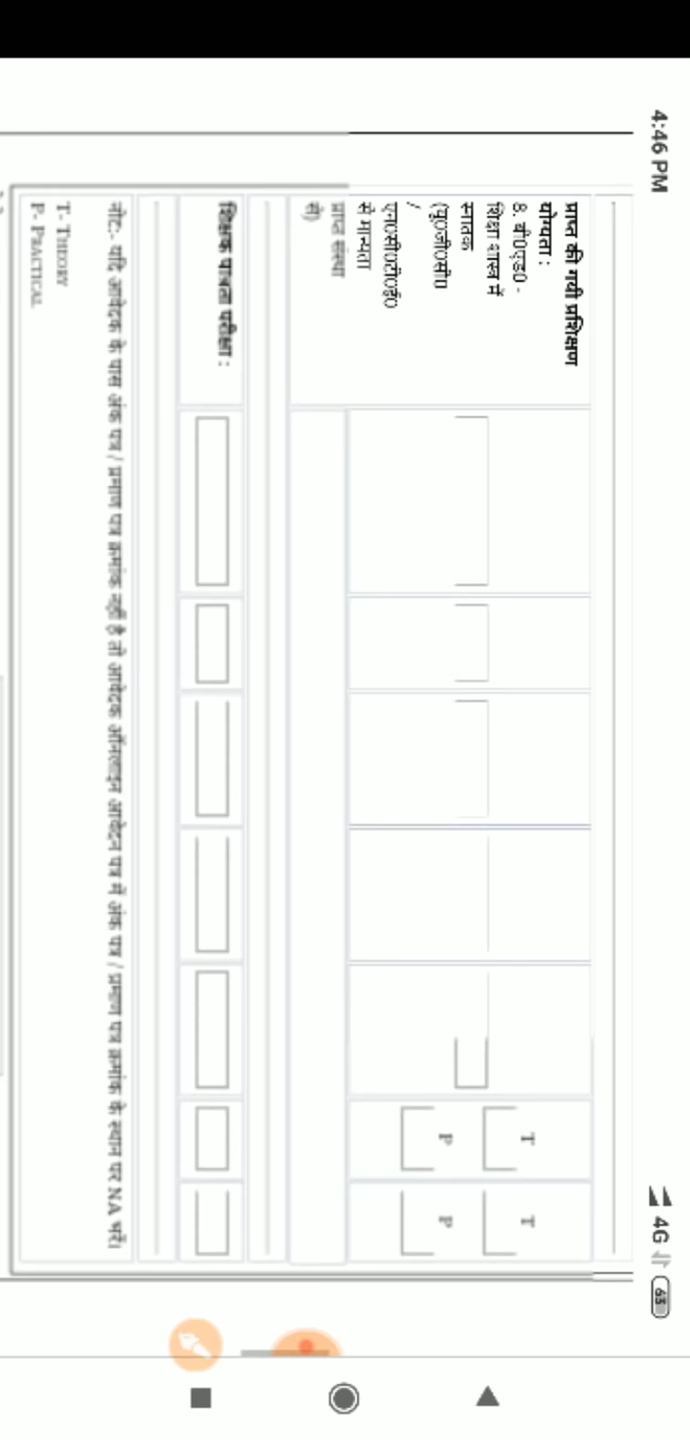 4:46 PM
4G
63
प्राप्त की गयी प्रशिक्षण
योग्यता :
8. बी0एड0 -
शिक्षा शास्त्र में
स्नातक
(यू0जी0सी0
/
एन0सी0टी0ई0
से मान्यता
प्राप्त संस्था
से)
T
T
P
P
शिक्षक पात्रता परीक्षा :
नोट:- यदि आवेदक के पास अंक पत्र / प्रमाण पत्र क्रमांक नहीं है तो आवेदक ऑनलाइन आवेदन पत्र में अंक पत्र / प्रमाण पत्र क्रमांक के स्थान पर NA भरें।
T- THEORY
P- PRACTICAL